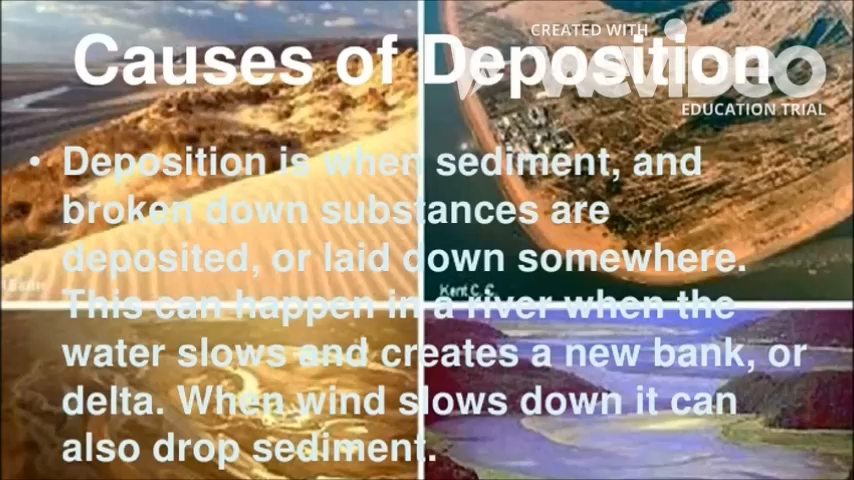 CREATED WITH
Causes of Deposition
WeVideo
EDUCATION TRIAL
• Deposition is when sediment, and
broken down substances are
deposited, or laid down somewhere.
Kent C. C.
This can happen in a river when the
water slows and creates a new bank, or
delta. When wind slows down it can
also drop sediment.